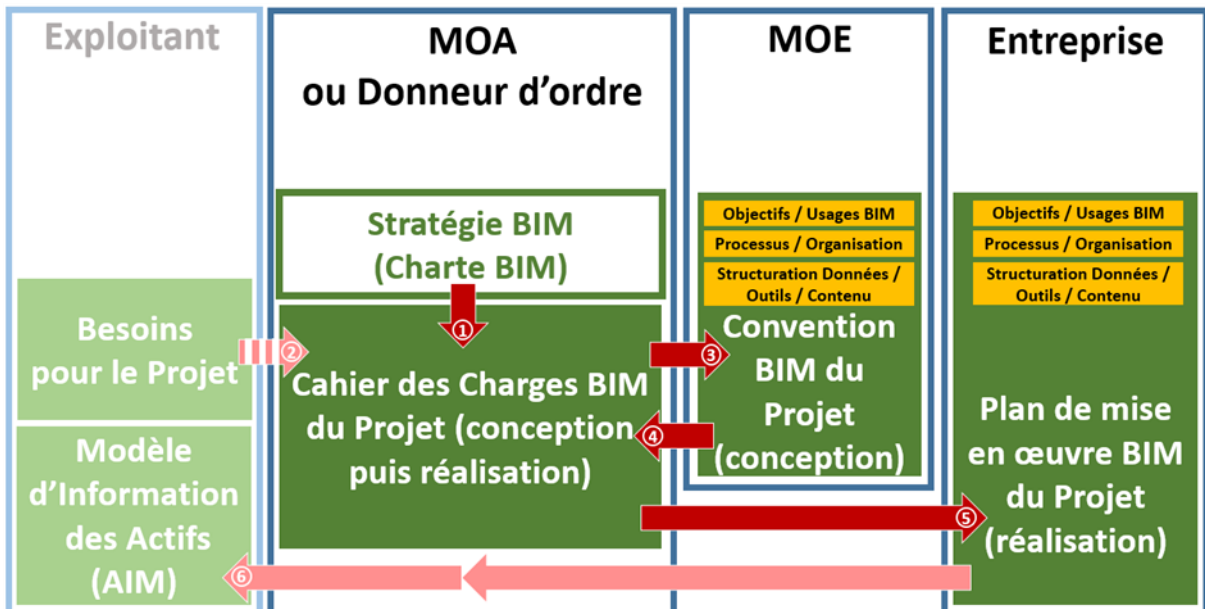 Exploitant
MOA
ou Donneur d'ordre
MOE
Entreprise
Stratégie BIM
(Charte BIM)
Objectifs / Usages BIM
Processus / Organisation
Structuration Données /
Outils / Contenu
Objectifs / Usages BIM
Processus / Organisation
Structuration Données /
Outils / Contenu
Besoins
pour le Projet
①
②
Cahier des Charges BIM
du Projet (conception
puis réalisation)
③
④
Convention
BIM du
Projet
(conception)
Plan de mise
en œuvre BIM
du Projet
(réalisation)
⑤
Modèle
d'Information
des Actifs
(AIM)
⑥